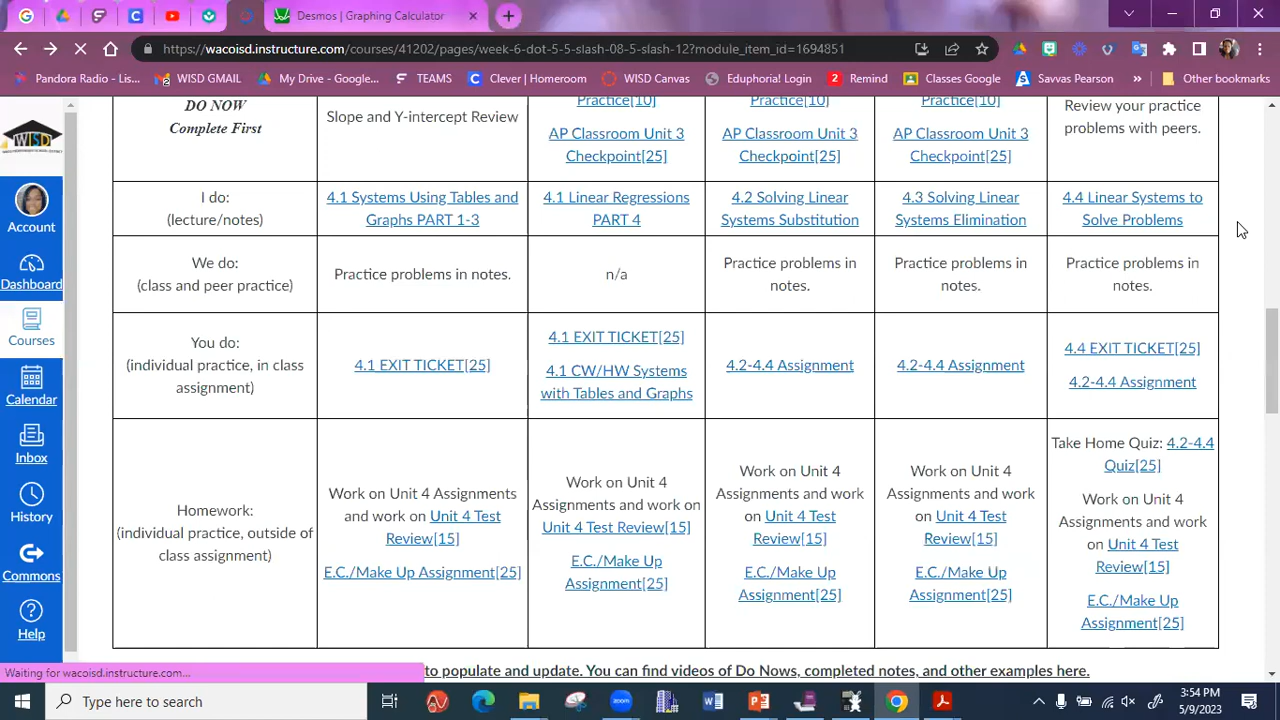 Desmos | Graphing Calculator
https://wacoisd.instructure.com/courses/41202/pages/week-6-dot-5-5-slash-08-5-slash-12?module_item_id=1694851
Pandora Radio - Lis...
WISD GMAIL
My Drive - Google...
TEAMS
Clever | Homeroom
WISD Canvas
Eduphoria! Login
2 Remind
Classes Google
Savvas Pearson
»
Other bookmarks
WISD
Account
Dashboard
Courses
Calendar
Inbox
History
Commons
Help
DO NOW
Complete First
Slope and Y-intercept Review
Practice[10]
AP Classroom Unit 3
Checkpoint[25]
Practice[10]
AP Classroom Unit 3
Checkpoint[25]
Practice[10]
AP Classroom Unit 3
Checkpoint[25]
Review your practice
problems with peers.
I do:
(lecture/notes)
4.1 Systems Using Tables and
Graphs PART 1-3
4.1 Linear Regressions
PART 4
4.2 Solving Linear
Systems Substitution
4.3 Solving Linear
Systems Elimination
4.4 Linear Systems to
Solve Problems
We do:
(class and peer practice)
Practice problems in notes.
n/a
Practice problems in
notes.
Practice problems in
notes.
Practice problems in
notes.
You do:
(individual practice, in class
assignment)
4.1 EXIT TICKET[25]
4.1 EXIT TICKET[25]
4.1 CW/HW Systems
with Tables and Graphs
4.2-4.4 Assignment
4.2-4.4 Assignment
4.4 EXIT TICKET[25]
4.2-4.4 Assignment
Homework:
(individual practice, outside of
class assignment)
Work on Unit 4 Assignments
and work on Unit 4 Test
Review[15]
E.C./Make Up Assignment[25]
Work on Unit 4
Assignments and work on
Unit 4 Test Review[15]
E.C./Make Up
Assignment[25]
Work on Unit 4
Assignments and work
on Unit 4 Test
Review[15]
E.C./Make Up
Assignment[25]
Work on Unit 4
Assignments and work
on Unit 4 Test
Review[15]
E.C./Make Up
Assignment[25]
Take Home Quiz: 4.2-4.4
Quiz[25]
Work on Unit 4
Assignments and work
on Unit 4 Test
Review[15]
E.C./Make Up
Assignment[25]
Waiting for wacoisd.instructure.com...
to populate and update. You can find videos of Do Nows, completed notes, and other examples here.
Type here to search
zoom
3:54 PM
5/9/2023